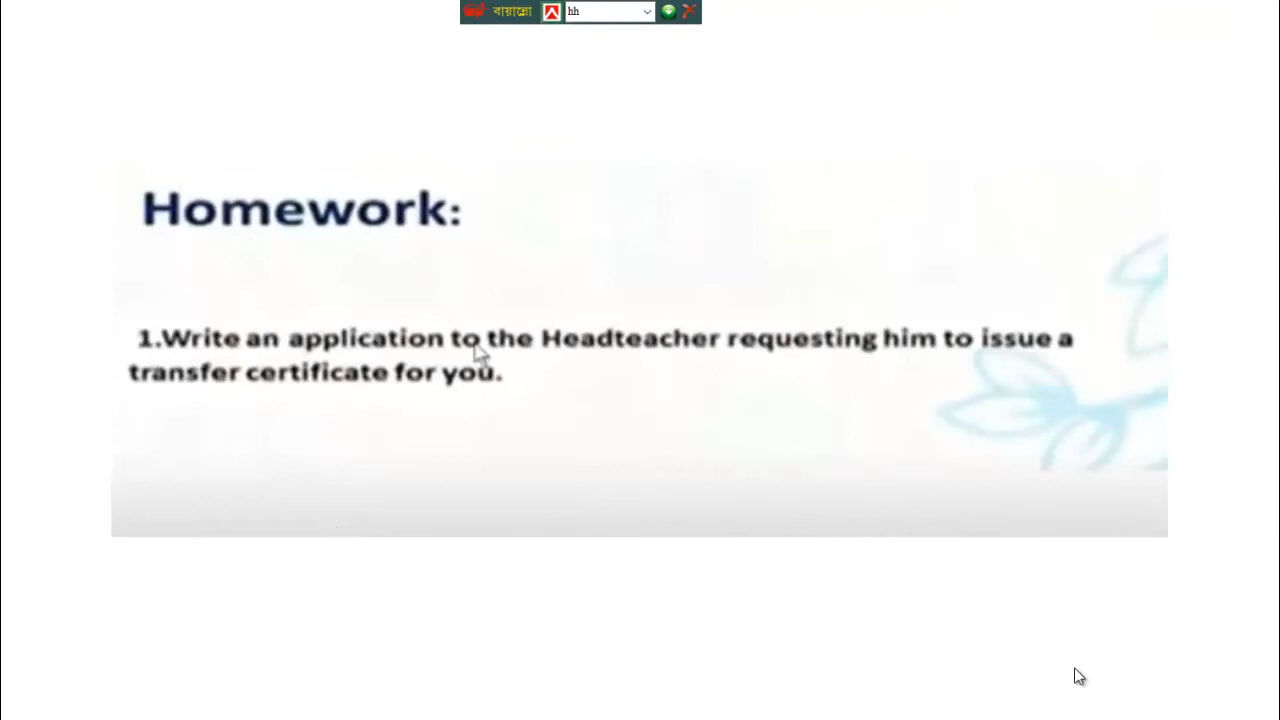 বায়ান্নো hh
Homework:
1.Write an application to the Headteacher requesting him to issue a
transfer certificate for you.